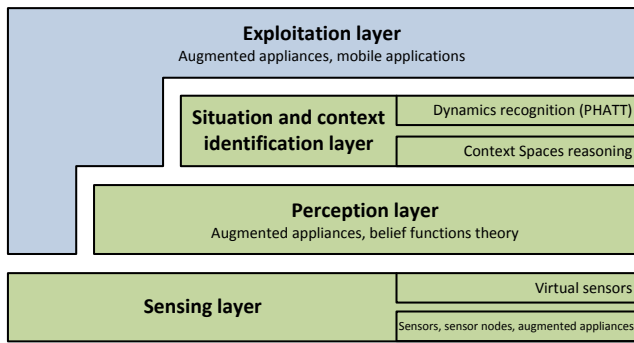 Exploitation layer
Augmented appliances, mobile applications
Situation and context
identification layer
Dynamics recognition (PHATT)
Context Spaces reasoning
Perception layer
Augmented appliances, belief functions theory
Sensing layer
Virtual sensors
Sensors, sensor nodes, augmented appliances